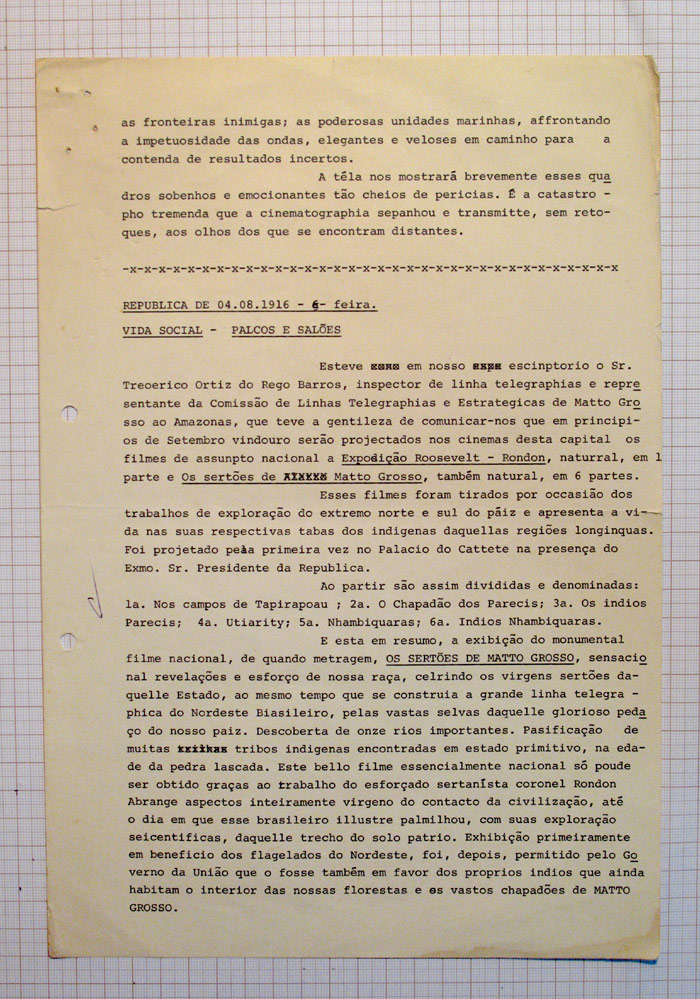 as fronteiras inimigas; as poderosas unidades marinhas, affrontando
a impetuosidade das ondas, elegantes e veloses em caminho para a
contenda de resultados incertos.
A téla nos mostrará brevemente esses qua
dros sobenhos e emocionantes tão cheios de pericias. É a catastro -
pho tremenda que a cinematographia sepanhou e transmitte, sem reto-
ques, aos olhos dos que se encontram distantes.
-x-x-x-x-x-x-x-x-x-x-x-x-x-x-x-x-x-x-x-x-x-x-x-x-x-x-x-x-x-x-x-x-x-x
REPUBLICA DE 04.08.1916 - 6- feira.
VIDA SOCIAL - PALCOS E SALÕES
Esteve em nosso escinptorio o Sr.
Treoerico Ortiz do Rego Barros, inspector de linha telegraphias e repre
sentante da Comissão de Linhas Telegraphias e Estrategicas de Matto Gro
sso ao Amazonas, que teve a gentileza de comunicar-nos que em principi-
os de Setembro vindouro serão projectados nos cinemas desta capital os
filmes de assunpto nacional a Expodição Roosevelt - Rondon, naturral, em 1
parte e Os sertões de Matto Grosso, também natural, em 6 partes.
Esses filmes foram tirados por occasião dos
trabalhos de exploração do extremo norte e sul do páiz e apresenta a vi-
da nas suas respectivas tabas dos indigenas daquellas regiões longinquas.
Foi projetado pela primeira vez no Palacio do Cattete na presença do
Exmo. Sr. Presidente da Republica.
Ao partir são assim divididas e denominadas:
1a. Nos campos de Tapirapoau ; 2a. O Chapadão dos Parecis; 3a. Os indios
Parecis; 4a. Utiarity; 5a. Nhambiquaras; 6a. Indios Nhambiquaras.
E esta em resumo, a exibição do monumental
filme nacional, de quando metragem, OS SERTÕES DE MATTO GROSSO, sensacio
nal revelações e esforço de nossa raça, celrindo os virgens sertões da-
quelle Estado, ao mesmo tempo que se construia a grande linha telegra -
phica do Nordeste Biasileiro, pelas vastas selvas daquelle glorioso peda
ço do nosso paiz. Descoberta de onze rios importantes. Pasificação de
muitas tribos indigenas encontradas em estado primitivo, na eda-
de da pedra lascada. Este bello filme essencialmente nacional só poude
ser obtido graças ao trabalho do esforçado sertanísta coronel Rondon
Abrange aspectos inteiramente virgeno do contacto da civilização, até
o dia em que esse brasileiro illustre palmilhou, com suas exploração
seicentificas, daquelle trecho do solo patrio. Exhibição primeiramente
em beneficio dos flagelados do Nordeste, foi, depois, permitido pelo Go
verno da União que o fosse também em favor dos proprios indios que ainda
habitam o interior das nossas florestas e os vastos chapadões de MATTO
GROSSO.